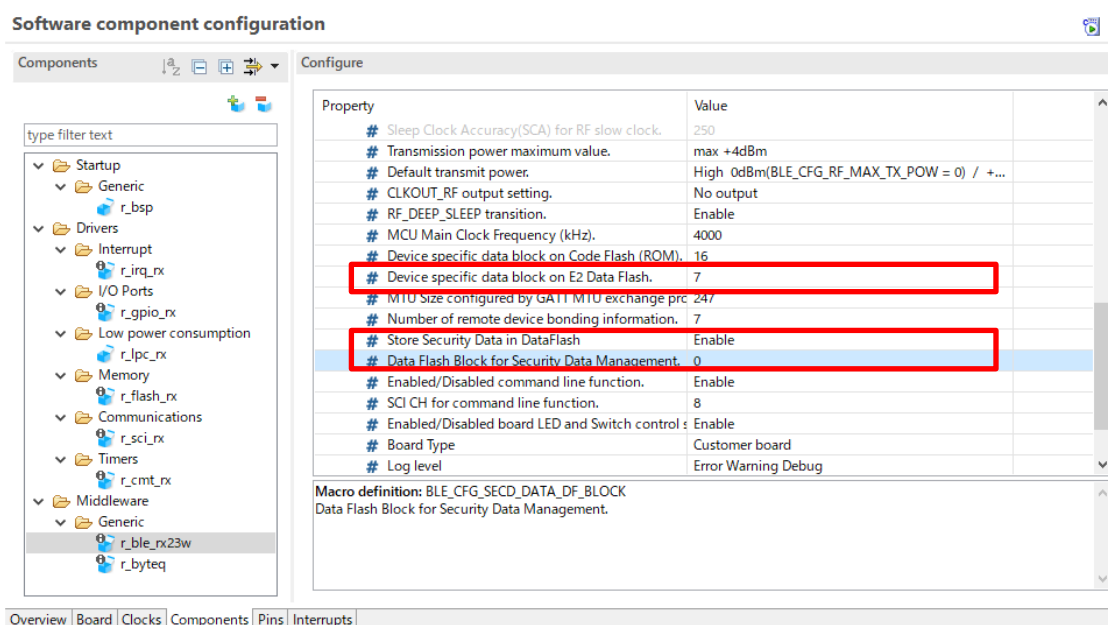 Software component configuration
Components
Configure
type filter text
Startup
Generic
r_bsp
Drivers
Interrupt
r_irq_rx
I/O Ports
r_gpio_rx
Low power consumption
r_lpc_rx
Memory
r_flash_rx
Communications
r_sci_rx
Timers
r_cmt_rx
Middleware
Generic
r_ble_rx23w
r_byteq
Property Value
# Sleep Clock Accuracy(SCA) for RF slow clock. 250
# Transmission power maximum value. max +4dBm
# Default transmit power. High 0dBm(BLE_CFG_RF_MAX_TX_POW = 0) / +...
# CLKOUT_RF output setting. No output
# RF_DEEP_SLEEP transition. Enable
# MCU Main Clock Frequency (kHz). 4000
# Device specific data block on Code Flash (ROM). 16
# Device specific data block on E2 Data Flash. 7
# MTU Size configured by GATT MTU exchange prc 247
# Number of remote device bonding information. 7
# Store Security Data in DataFlash Enable
# Data Flash Block for Security Data Management. 0
# Enabled/Disabled command line function. Enable
# SCI CH for command line function. 8
# Enabled/Disabled board LED and Switch control s Enable
# Board Type Customer board
# Log level Error Warning Debug
Macro definition: BLE_CFG_SECD_DATA_DF_BLOCK
Data Flash Block for Security Data Management.
Overview Board Clocks Components Pins Interrupts